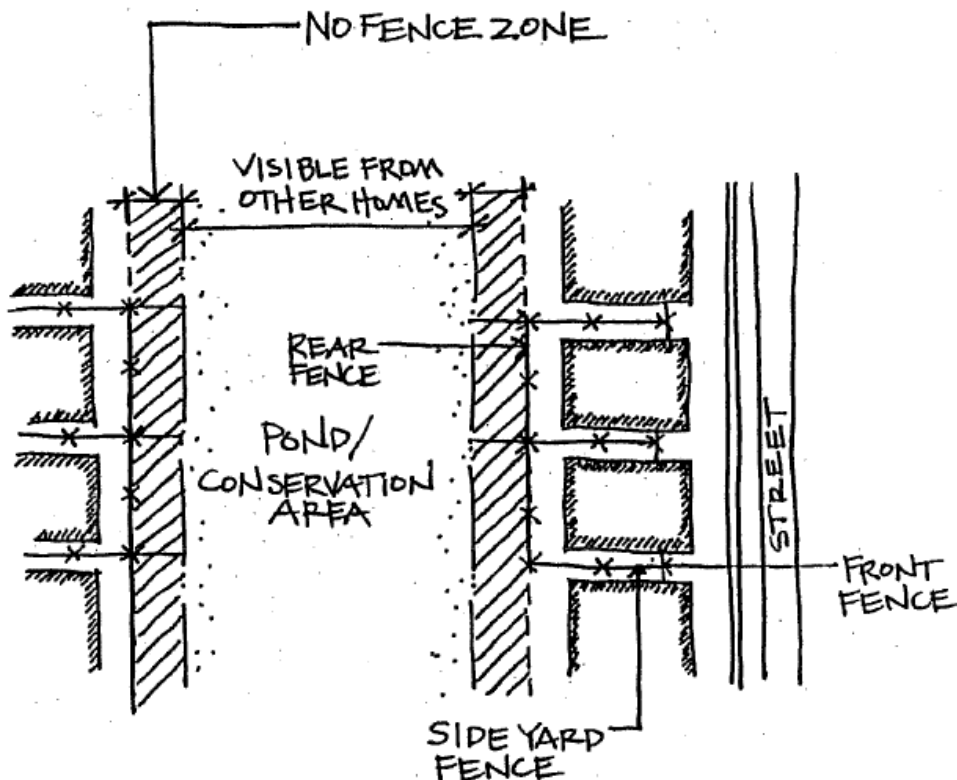 NO FENCE ZONE
VISIBLE FROM
OTHER HOMES
REAR
FENCE
POND/
CONSERVATION
AREA
STREET
FRONT
FENCE
SIDE YARD
FENCE